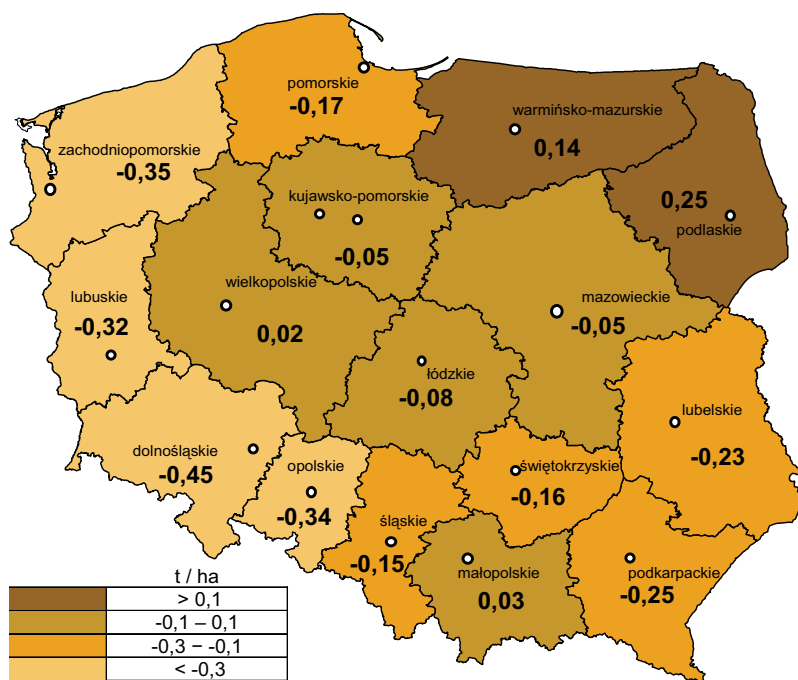 pomorskie
-0,17
warmińsko-mazurskie
0,14
zachodniopomorskie
-0,35
kujawsko-pomorskie
-0,05
0,25
podlaskie
lubuskie
-0,32
wielkopolskie
0,02
mazowieckie
-0,05
łódzkie
-0,08
lubelskie
-0,23
dolnośląskie
-0,45
opolskie
-0,34
świętokrzyskie
-0,16
śląskie
-0,15
małopolskie
0,03
podkarpackie
-0,25
t / ha
> 0,1
-0,1 – 0,1
-0,3 − -0,1
< -0,3